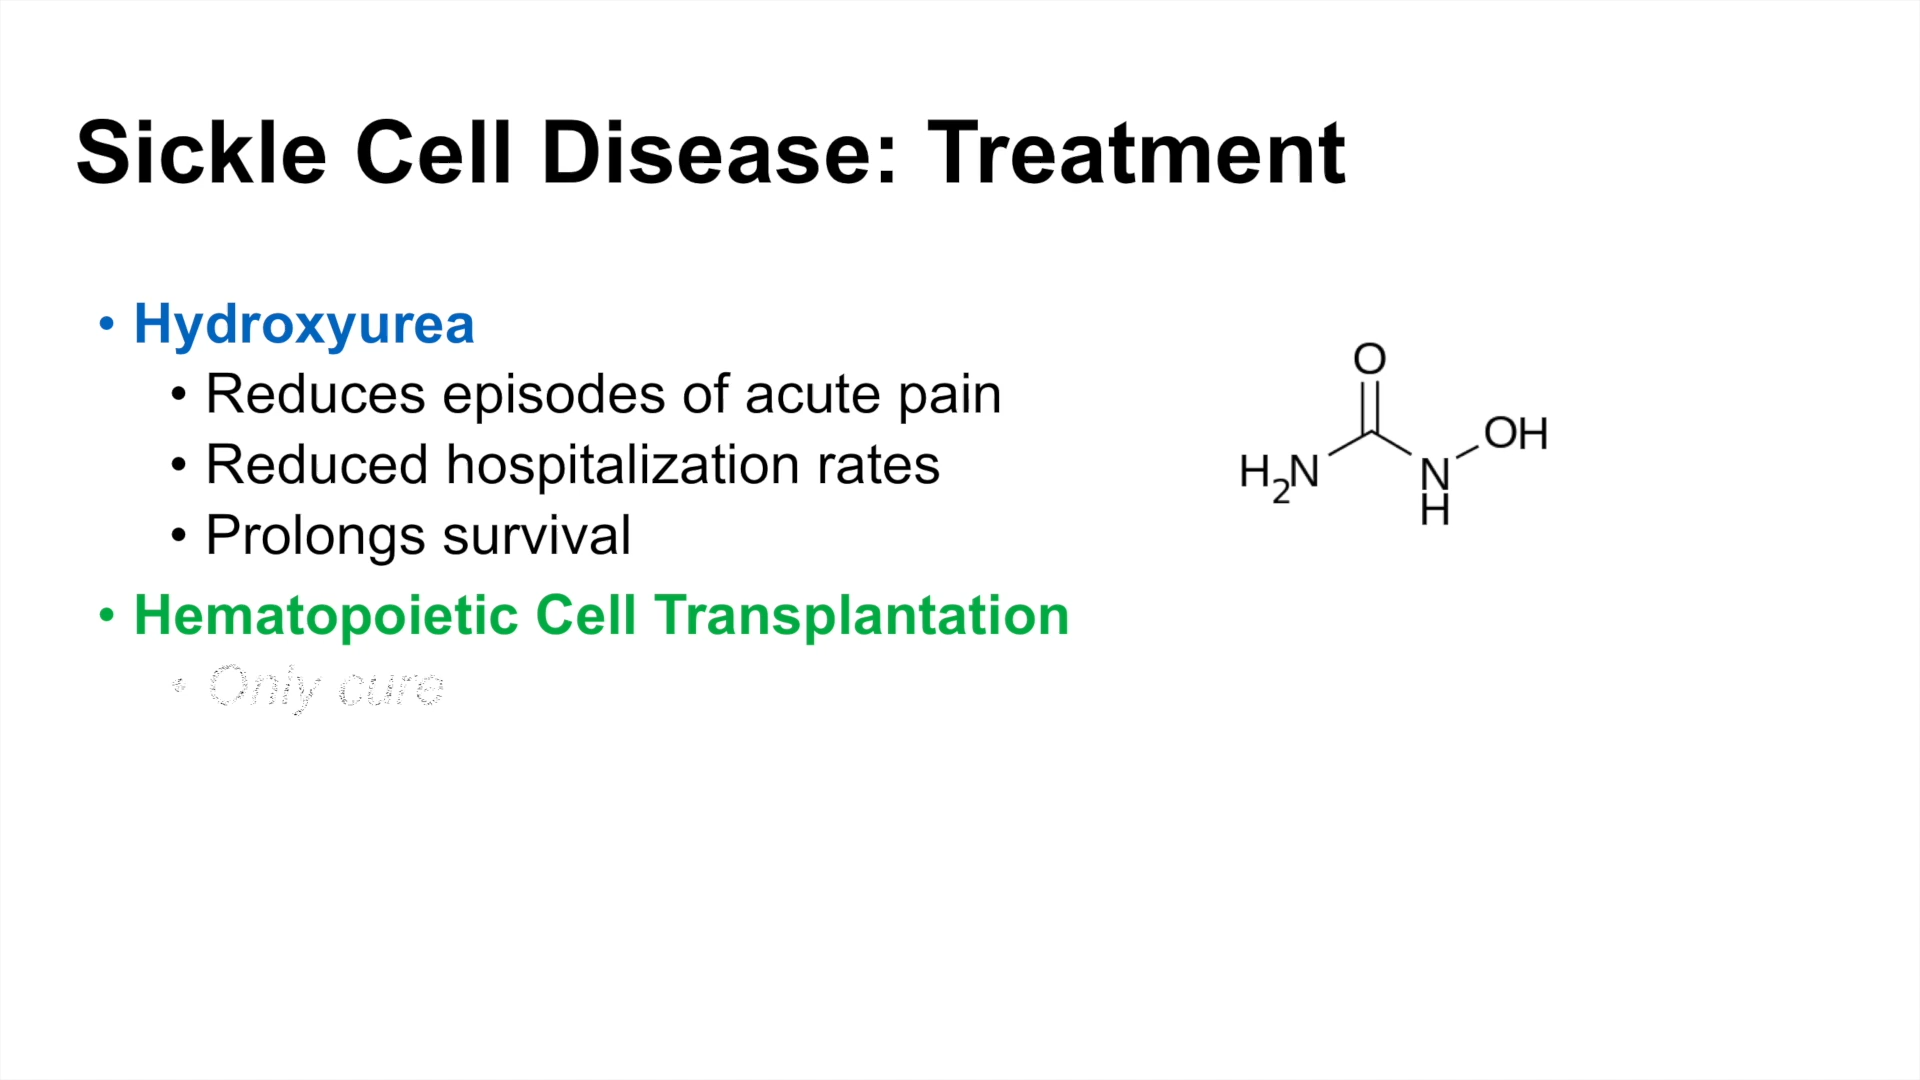 Sickle Cell Disease: Treatment
• Hydroxyurea
• Reduces episodes of acute pain
• Reduced hospitalization rates
• Prolongs survival
• Hematopoietic Cell Transplantation
• Only cure
O
OH
H2N
N
H